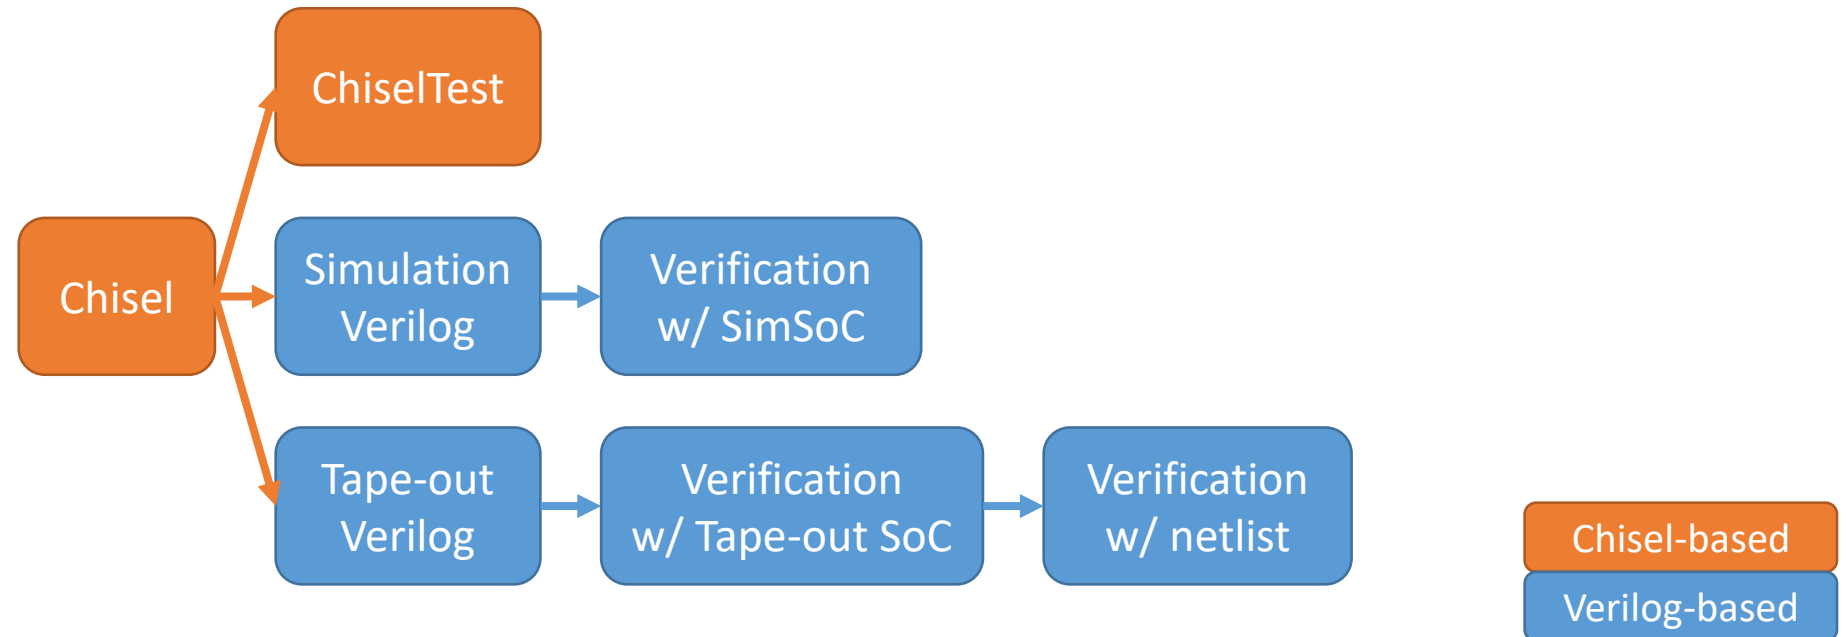 ChiselTest
Chisel
Simulation
Verilog
Verification
w/ SimSoC
Tape-out
Verilog
Verification
w/ Tape-out SoC
Verification
w/ netlist
Chisel-based
Verilog-based